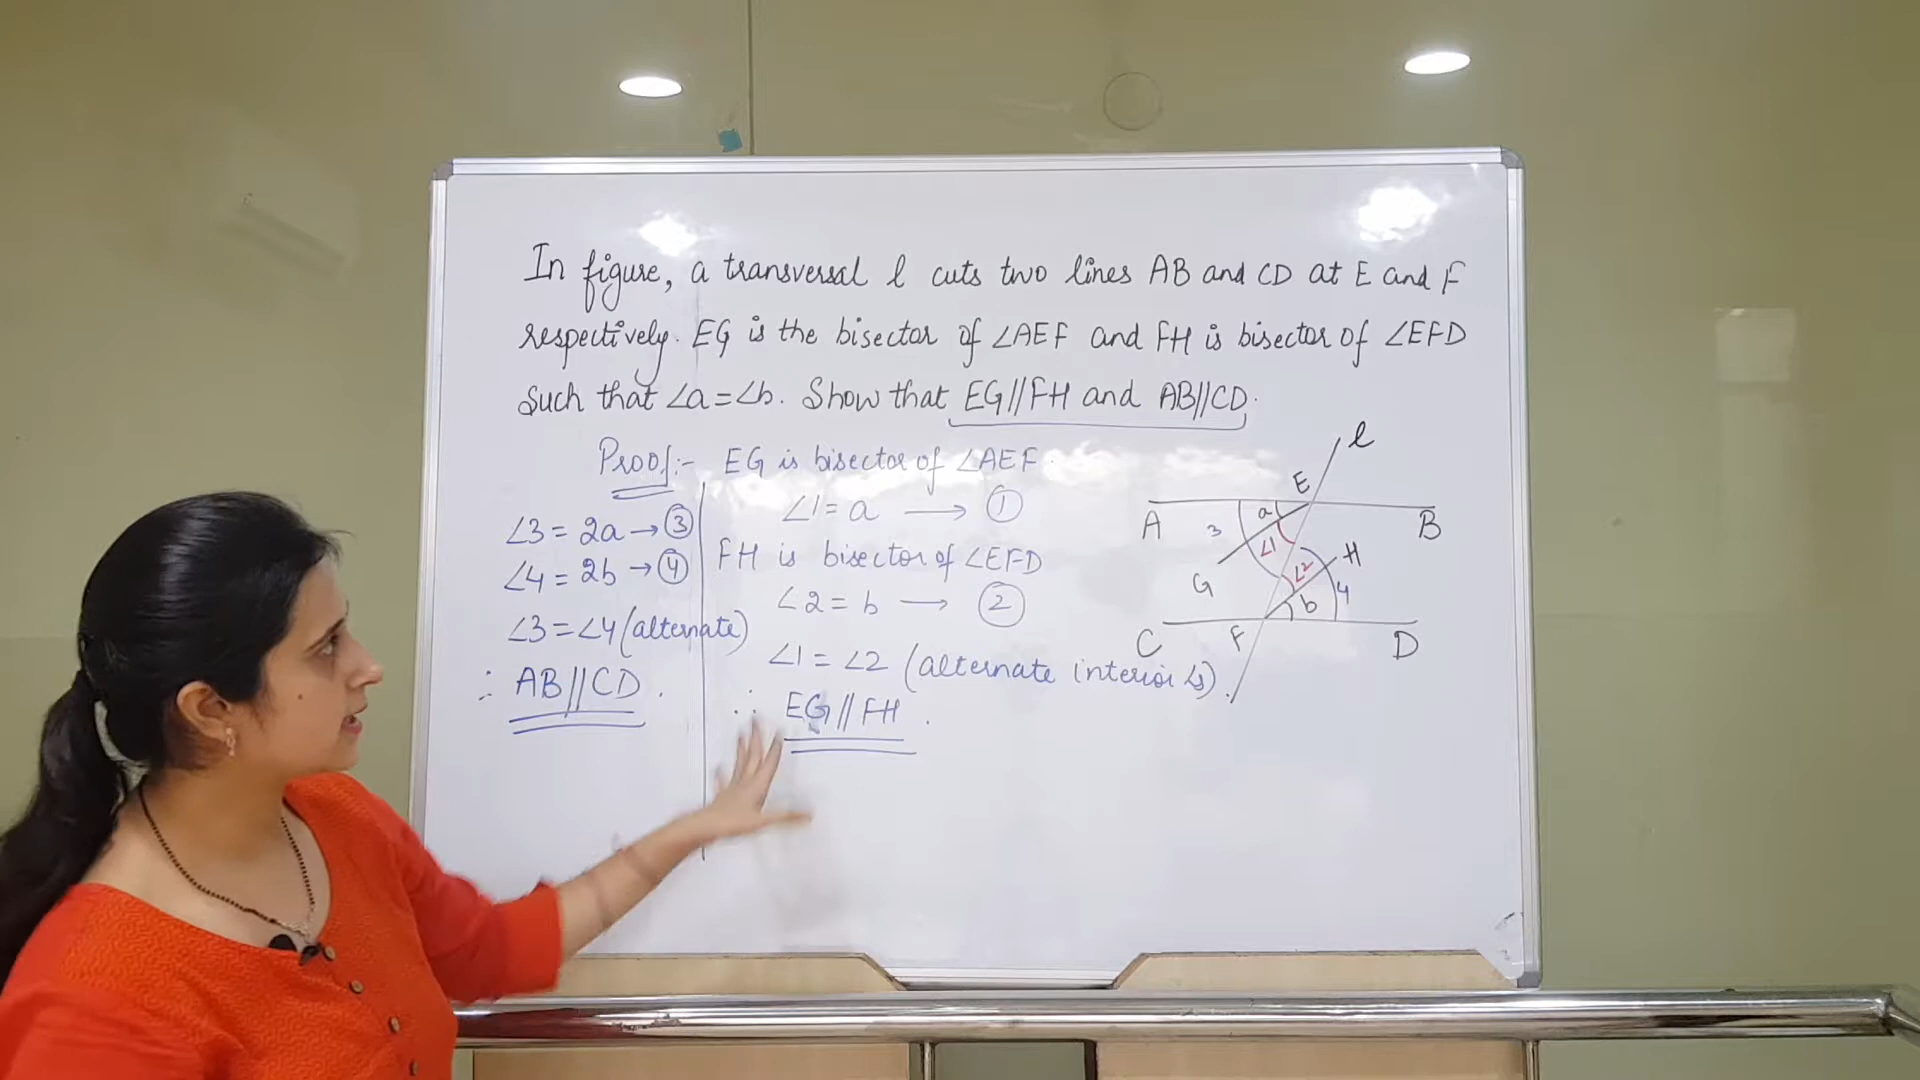 In figure, a transversal l cuts two lines AB and CD at E and F
respectively. EG is the bisector of ∠AEF and FH is bisector of ∠EFD
Such that ∠a=∠b. Show that EG//FH and AB//CD.
Proof:- EG is bisector of ∠AEF.
∠1 = a → ①
FH is bisector of ∠EFD
∠2 = b → ②
∠1 = ∠2 (alternate interior ∠s).
∴ EG//FH.
∠3 = 2a → ③
∠4 = 2b → ④
∠3 = ∠4 (alternate)
∴ AB//CD.
l
E
A 3 a B
∠1 H
G ∠2 4
b
C F D